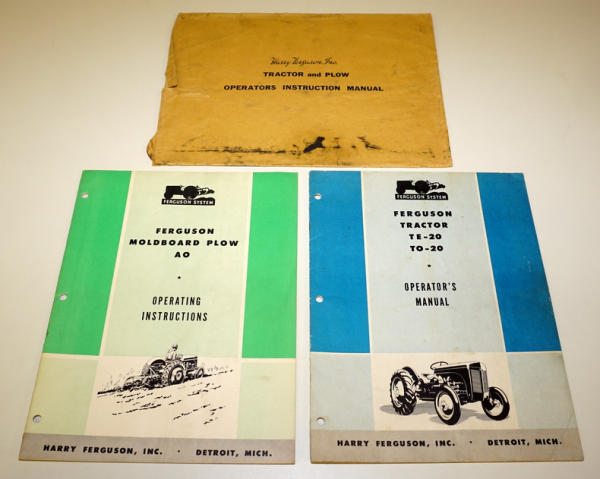 Harry Ferguson, Inc.
TRACTOR and PLOW
OPERATORS INSTRUCTION MANUAL
FERGUSON SYSTEM
FERGUSON
MOLDBOARD PLOW
AO
OPERATING
INSTRUCTIONS
HARRY FERGUSON, INC. · DETROIT, MICH.
FERGUSON SYSTEM
FERGUSON
TRACTOR
TE-20
TO-20
OPERATOR'S
MANUAL
HARRY FERGUSON, INC. · DETROIT, MICH.